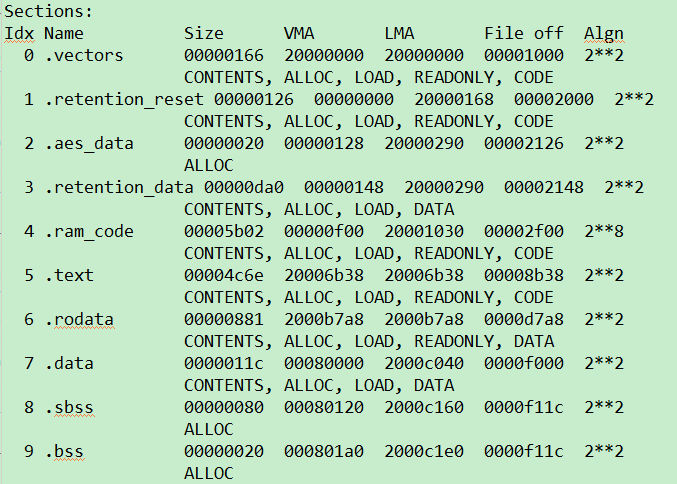 Sections:
Idx Name Size VMA LMA File off Algn
0 .vectors 00000166 20000000 20000000 00001000 2**2
CONTENTS, ALLOC, LOAD, READONLY, CODE
1 .retention_reset 00000126 00000000 20000168 00002000 2**2
CONTENTS, ALLOC, LOAD, READONLY, CODE
2 .aes_data 00000020 00000128 20000290 00002126 2**2
ALLOC
3 .retention_data 00000da0 00000148 20000290 00002148 2**2
CONTENTS, ALLOC, LOAD, DATA
4 .ram_code 00005b02 00000f00 20001030 00002f00 2**8
CONTENTS, ALLOC, LOAD, READONLY, CODE
5 .text 00004c6e 20006b38 20006b38 00008b38 2**2
CONTENTS, ALLOC, LOAD, READONLY, CODE
6 .rodata 00000881 2000b7a8 2000b7a8 0000d7a8 2**2
CONTENTS, ALLOC, LOAD, READONLY, DATA
7 .data 0000011c 00080000 2000c040 0000f000 2**2
CONTENTS, ALLOC, LOAD, DATA
8 .sbss 00000080 00080120 2000c160 0000f11c 2**2
ALLOC
9 .bss 00000020 000801a0 2000c1e0 0000f11c 2**2
ALLOC